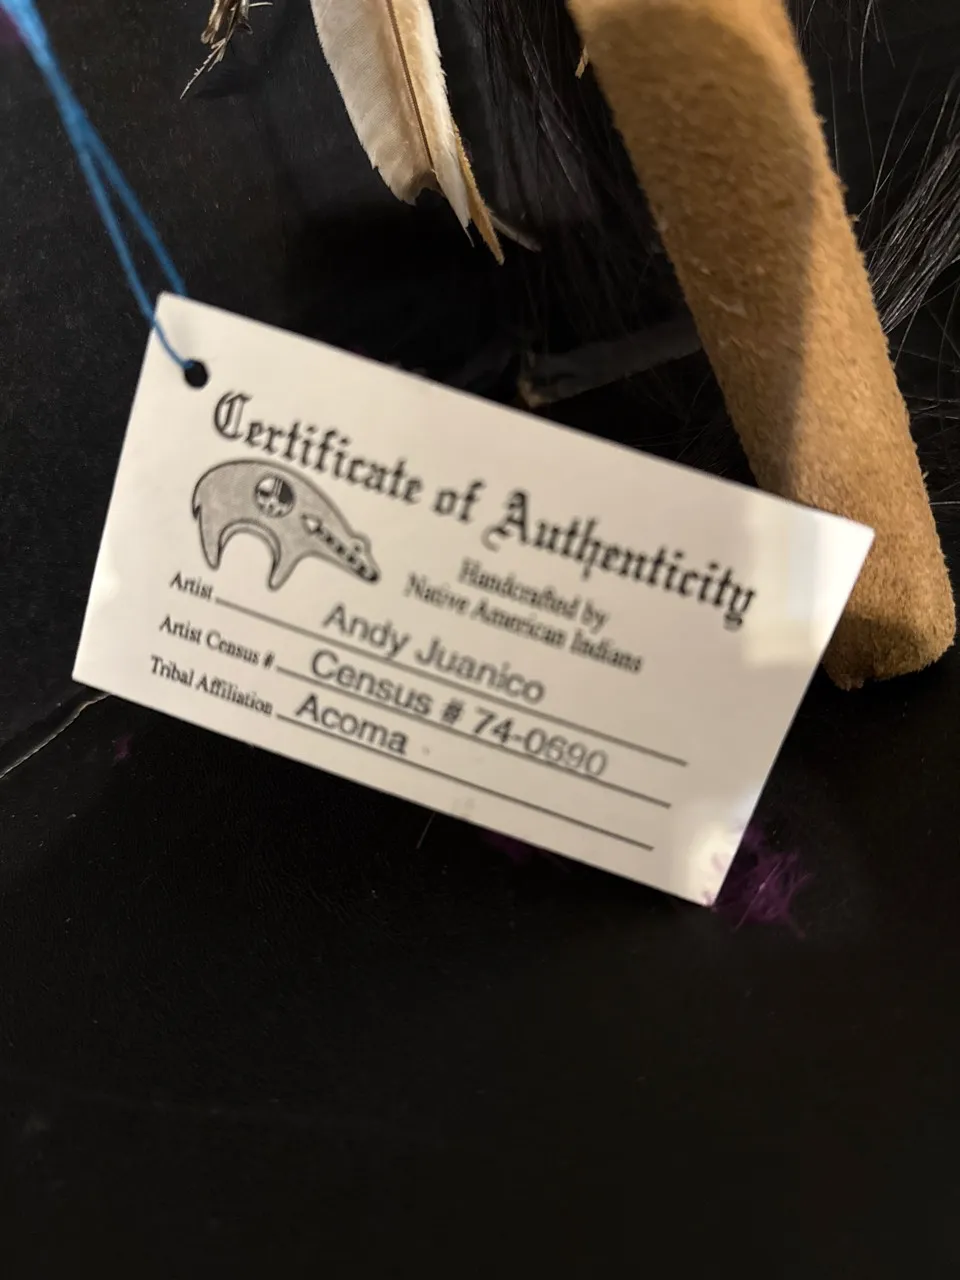 Certificate of Authenticity
Handcrafted by
Native American Indians
Artist Andy Juanico
Artist Census # Census # 74-0690
Tribal Affiliation Acoma